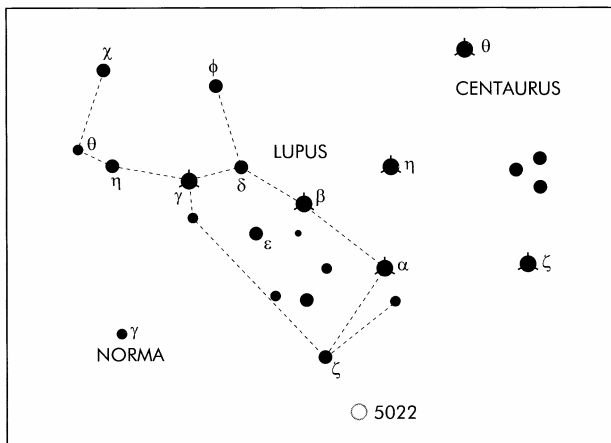 θ
CENTAURUS
χ
φ
θ
η
γ
δ
LUPUS
β
η
ε
α
ζ
γ
NORMA
ζ
5022